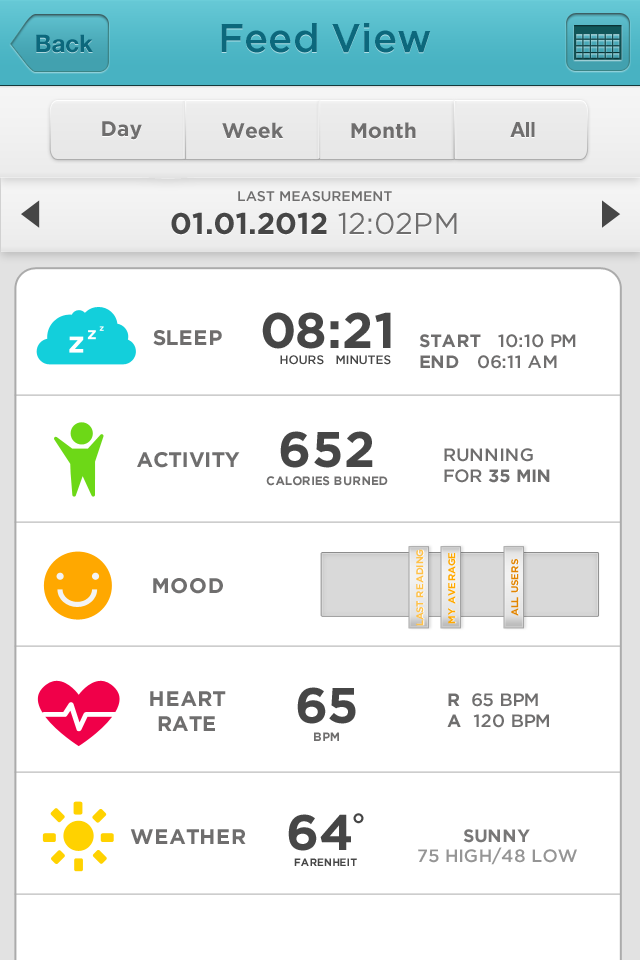 Back
Feed View
Day
Week
Month
All
LAST MEASUREMENT
01.01.2012 12:02PM
z z z
SLEEP
08:21
HOURS MINUTES
START 10:10 PM
END 06:11 AM
ACTIVITY
652
CALORIES BURNED
RUNNING
FOR 35 MIN
MOOD
LAST READING
MY AVERAGE
ALL USERS
HEART
RATE
65
BPM
R 65 BPM
A 120 BPM
WEATHER
64°
FARENHEIT
SUNNY
75 HIGH/48 LOW